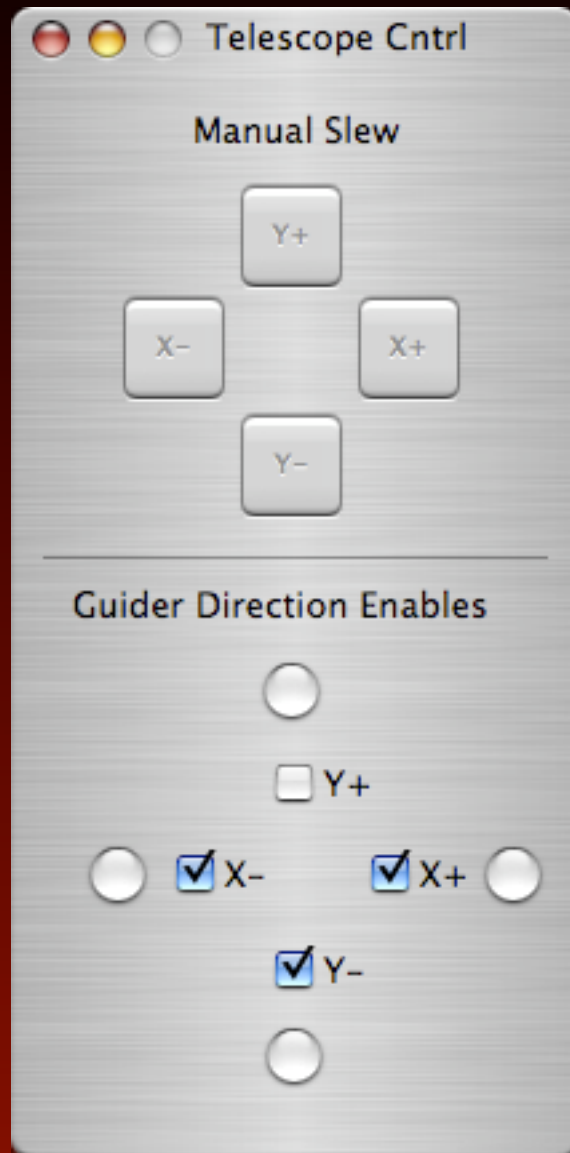 Telescope Cntrl
Manual Slew
Y+
X- X+
Y-
Guider Direction Enables
Y+
X- X+
Y-